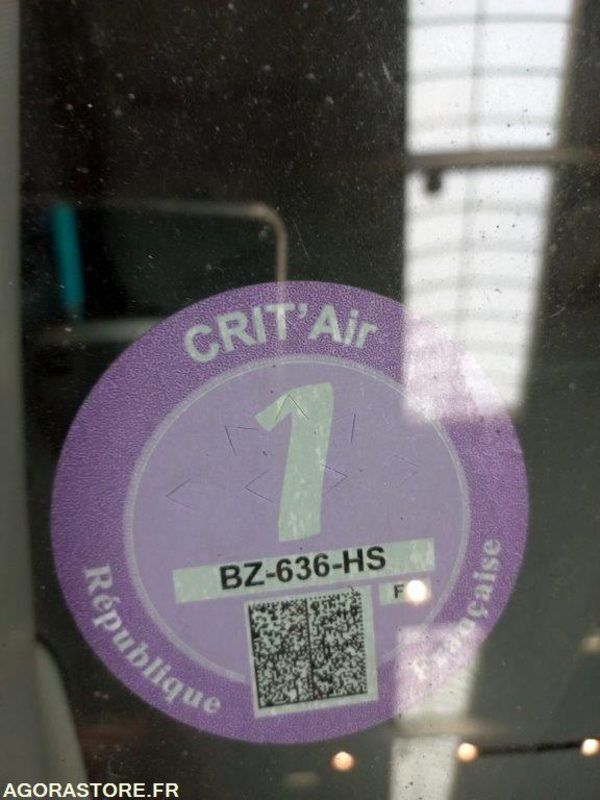 CRIT'Air
1
BZ-636-HS
F
République Française
AGORASTORE.FR